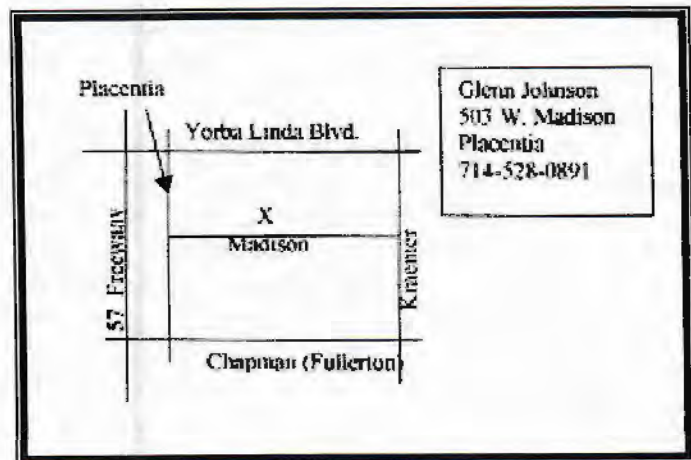 Placentia
Yorba Linda Blvd.
X
Madison
57 Freeway
Kraemer
Chapman (Fullerton)
Glenn Johnson
503 W. Madison
Placentia
714-528-0891